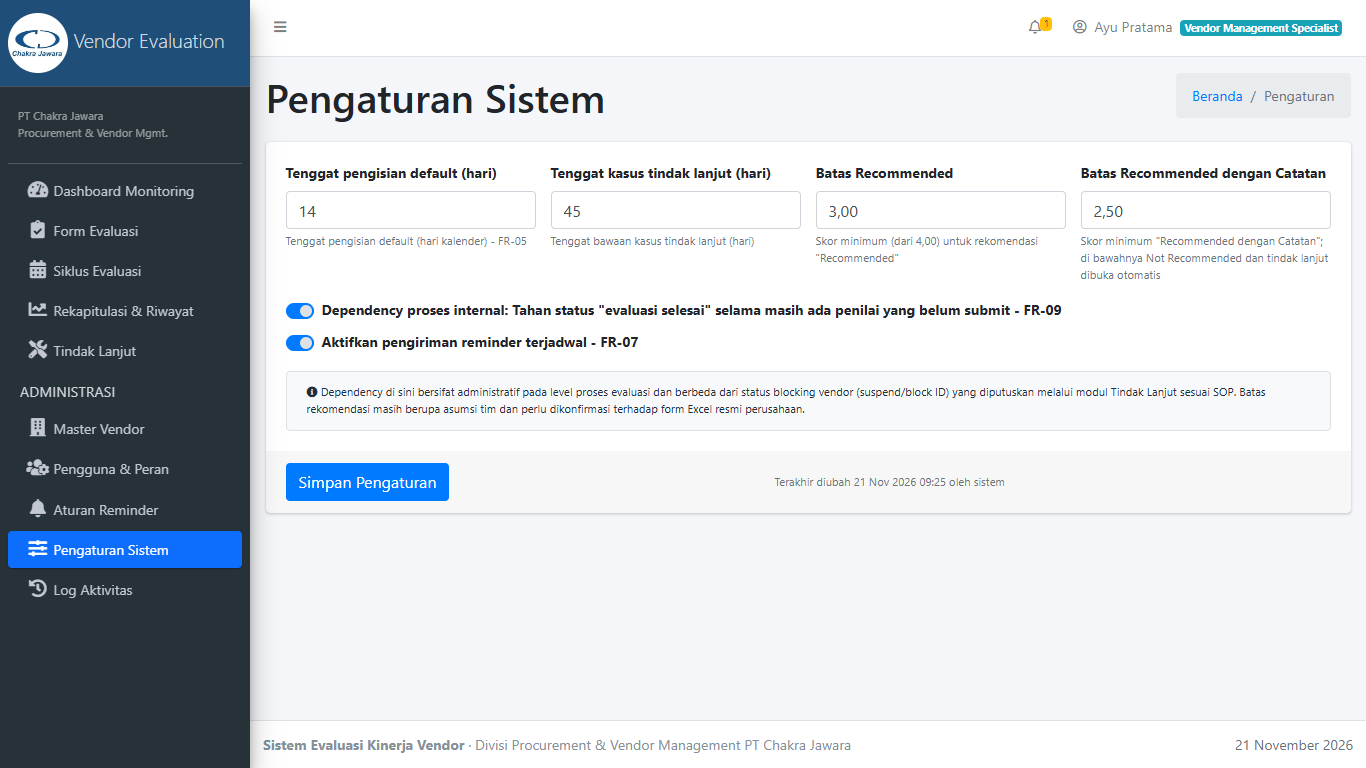 Chakra Jawara
Vendor Evaluation
PT Chakra Jawara
Procurement & Vendor Mgmt.
Dashboard Monitoring
Form Evaluasi
Siklus Evaluasi
Rekapitulasi & Riwayat
Tindak Lanjut
ADMINISTRASI
Master Vendor
Pengguna & Peran
Aturan Reminder
Pengaturan Sistem
Log Aktivitas
1
Ayu Pratama Vendor Management Specialist
Pengaturan Sistem
Beranda / Pengaturan
Tenggat pengisian default (hari)
14
Tenggat pengisian default (hari kalender) - FR-05
Tenggat kasus tindak lanjut (hari)
45
Tenggat bawaan kasus tindak lanjut (hari)
Batas Recommended
3,00
Skor minimum (dari 4,00) untuk rekomendasi
"Recommended"
Batas Recommended dengan Catatan
2,50
Skor minimum "Recommended dengan Catatan";
di bawahnya Not Recommended dan tindak lanjut
dibuka otomatis
Dependency proses internal: Tahan status "evaluasi selesai" selama masih ada penilai yang belum submit - FR-09
Aktifkan pengiriman reminder terjadwal - FR-07
Dependency di sini bersifat administratif pada level proses evaluasi dan berbeda dari status blocking vendor (suspend/block ID) yang diputuskan melalui modul Tindak Lanjut sesuai SOP. Batas
rekomendasi masih berupa asumsi tim dan perlu dikonfirmasi terhadap form Excel resmi perusahaan.
Simpan Pengaturan
Terakhir diubah 21 Nov 2026 09:25 oleh sistem
Sistem Evaluasi Kinerja Vendor · Divisi Procurement & Vendor Management PT Chakra Jawara
21 November 2026